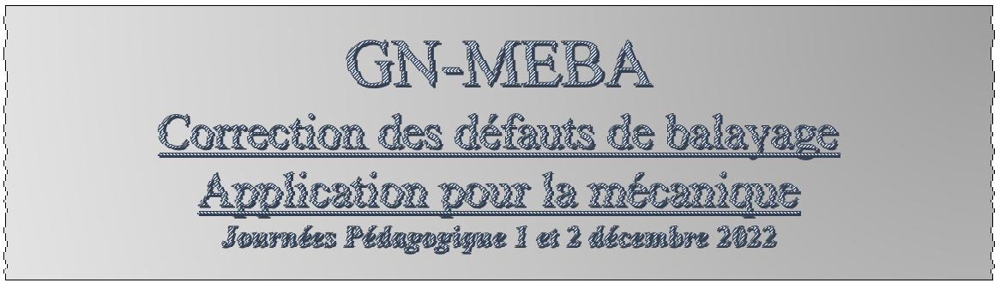 GN-MEBA
Correction des défauts de balayage
Application pour la mécanique
Journées Pédagogique 1 et 2 décembre 2022